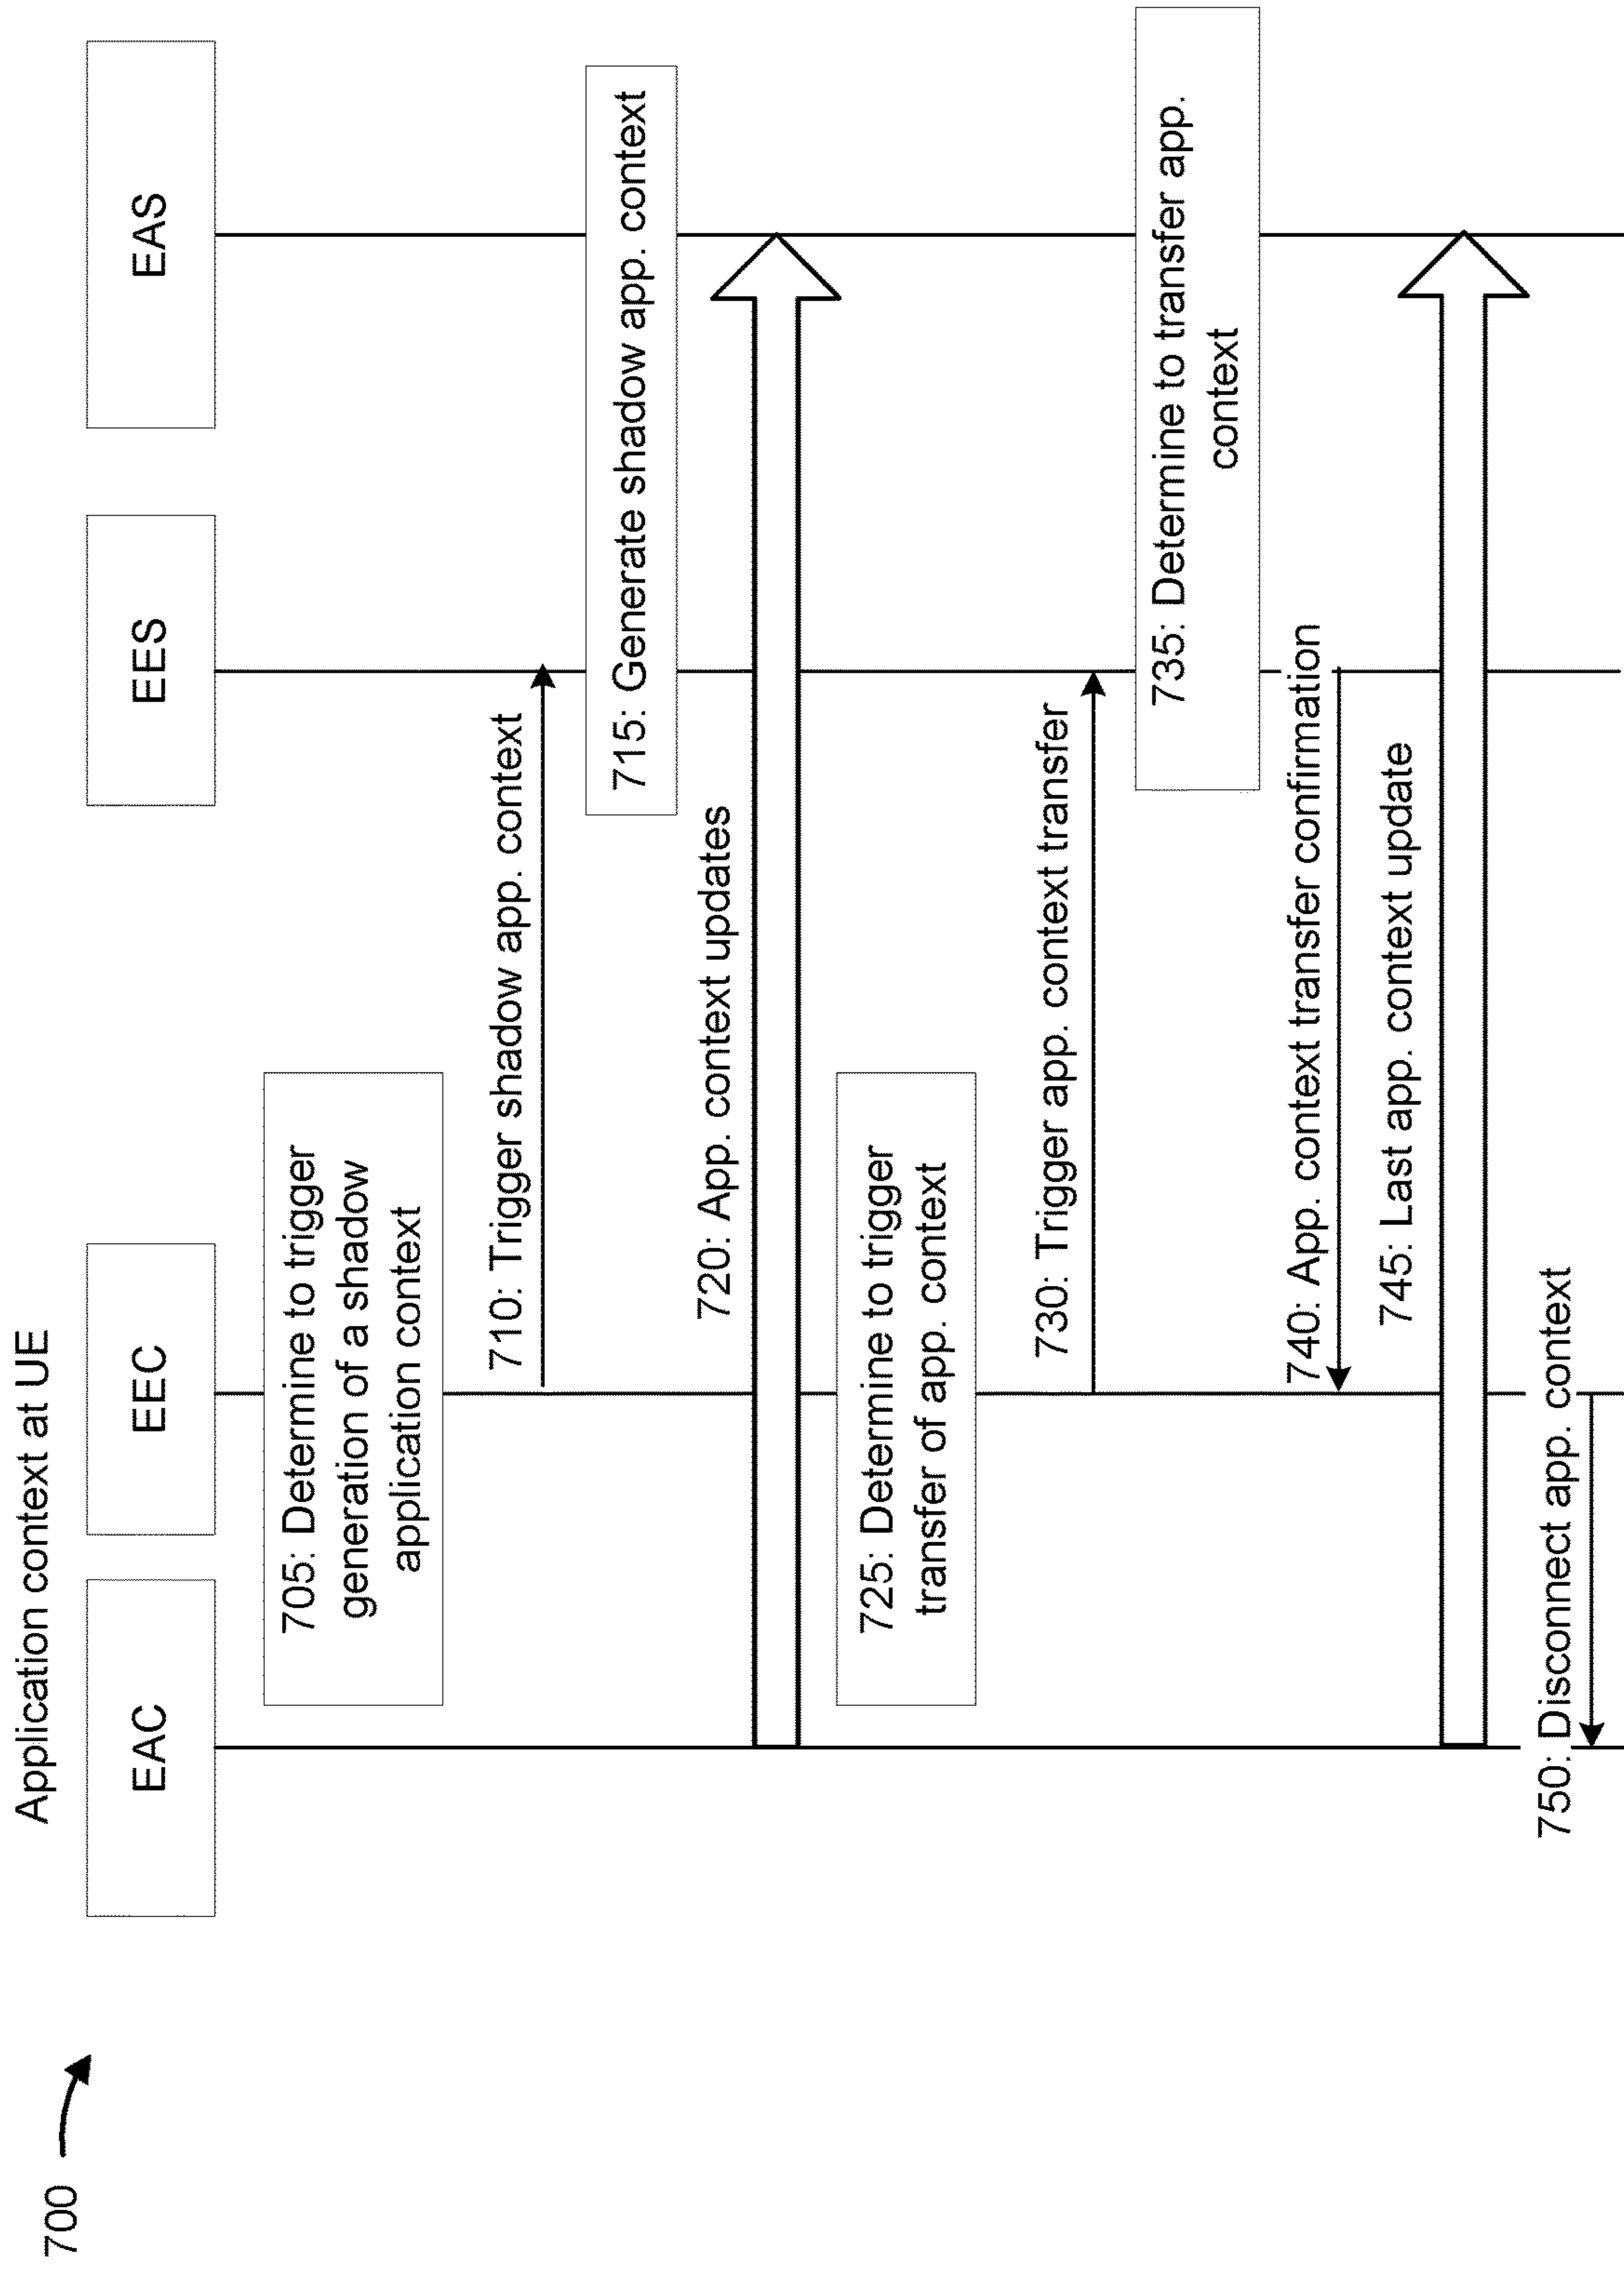 700
Application context at UE
EAC
EEC
EES
EAS
705: Determine to trigger
generation of a shadow
application context
710: Trigger shadow app. context
715: Generate shadow app. context
720: App. context updates
725: Determine to trigger
transfer of app. context
730: Trigger app. context transfer
735: Determine to transfer app.
context
740: App. context transfer confirmation
745: Last app. context update
750: Disconnect app. context